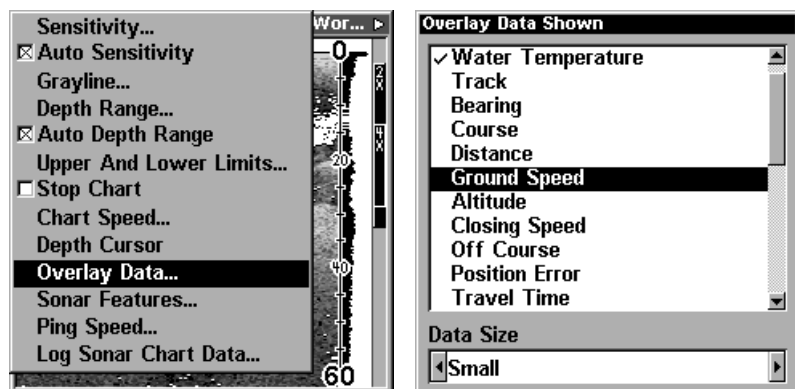 Sensitivity...
Auto Sensitivity
Grayline...
Depth Range...
Auto Depth Range
Upper And Lower Limits...
Stop Chart
Chart Speed...
Depth Cursor
Overlay Data...
Sonar Features...
Ping Speed...
Log Sonar Chart Data...
Wor...
0
20
40
60
2X
4X
Overlay Data Shown
Water Temperature
Track
Bearing
Course
Distance
Ground Speed
Altitude
Closing Speed
Off Course
Position Error
Travel Time
Data Size
Small